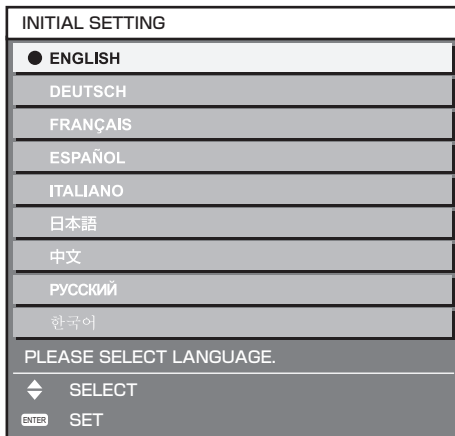 INITIAL SETTING
ENGLISH
DEUTSCH
FRANÇAIS
ESPAÑOL
ITALIANO
日本語
中文
РУССКИЙ
한국어
PLEASE SELECT LANGUAGE.
SELECT
ENTER SET